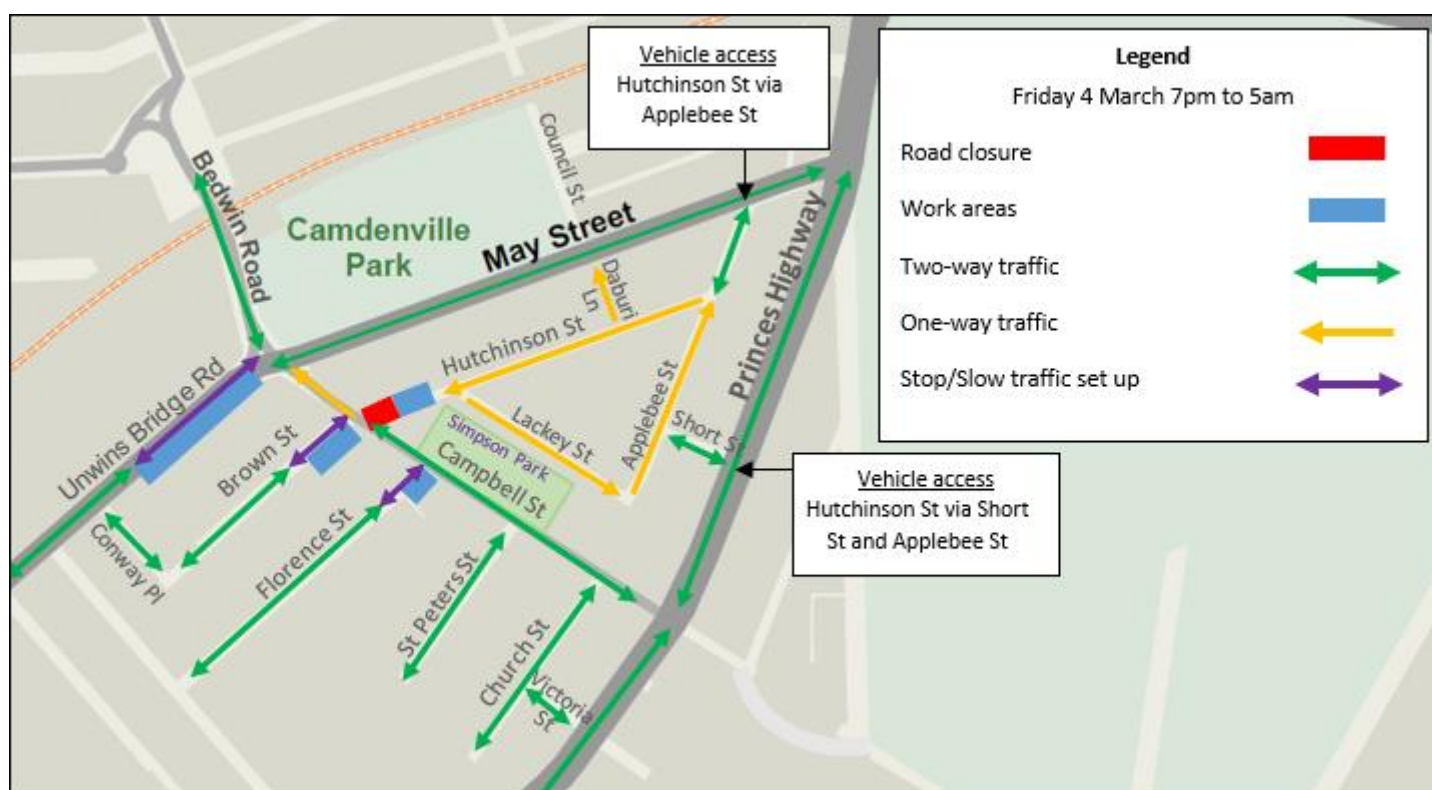 Vehicle access
Hutchinson St via
Applebee St
Legend
Friday 4 March 7pm to 5am
Road closure
Work areas
Two-way traffic
One-way traffic
Stop/Slow traffic set up
Council St
Bedwin Road
Camdenville
Park
May Street
Princes Highway
Daburi
Ln
Hutchinson St
Lackey St
Applebee St
Short St
Simpson Park
Campbell St
Unwins Bridge Rd
Brown St
Conway Pl
Florence St
St Peters St
Church St
Victoria
St
Vehicle access
Hutchinson St via Short
St and Applebee St